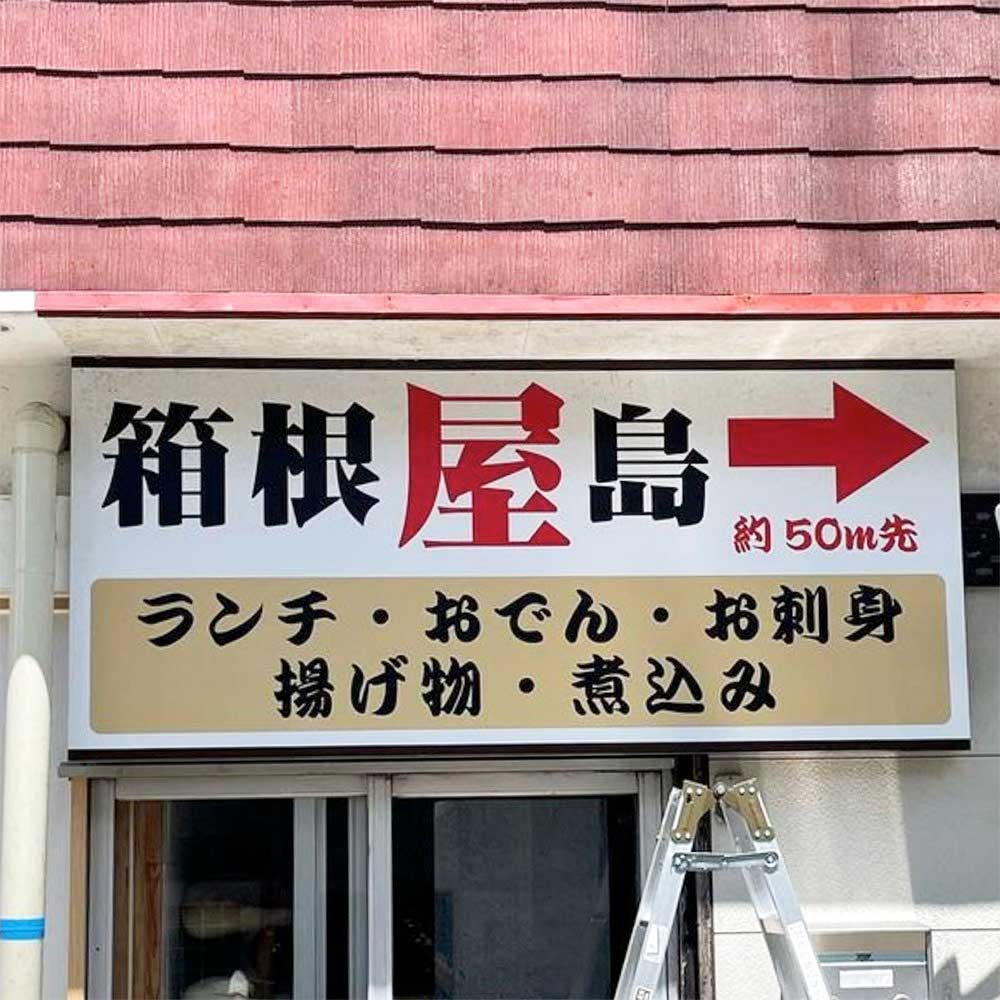 箱根屋島
約50m先
ランチ・おでん・お刺身
揚げ物・煮込み